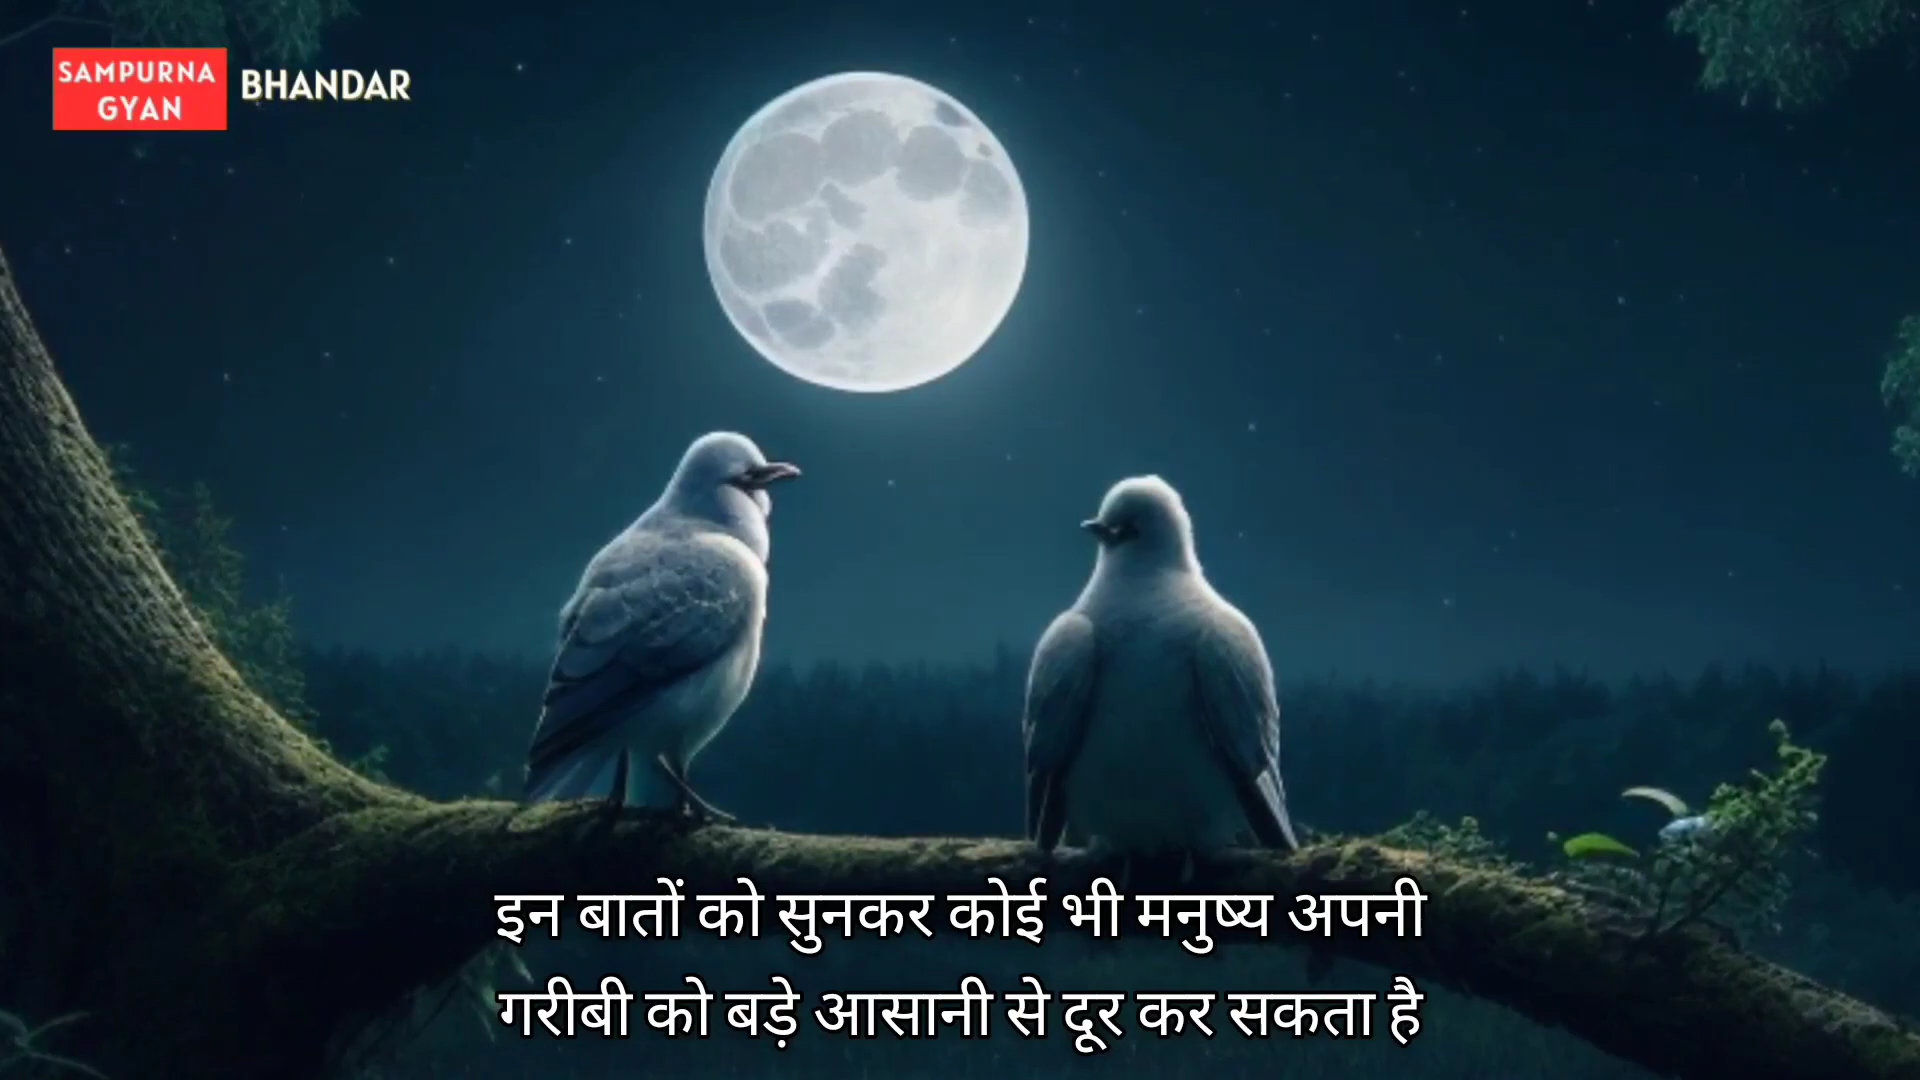 SAMPURNA
GYAN
BHANDAR
इन बातों को सुनकर कोई भी मनुष्य अपनी
गरीबी को बड़े आसानी से दूर कर सकता है